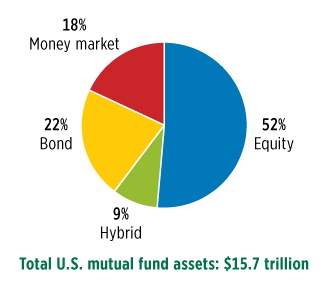 18%
Money market
52%
Equity
22%
Bond
9%
Hybrid
Total U.S. mutual fund assets: $15.7 trillion